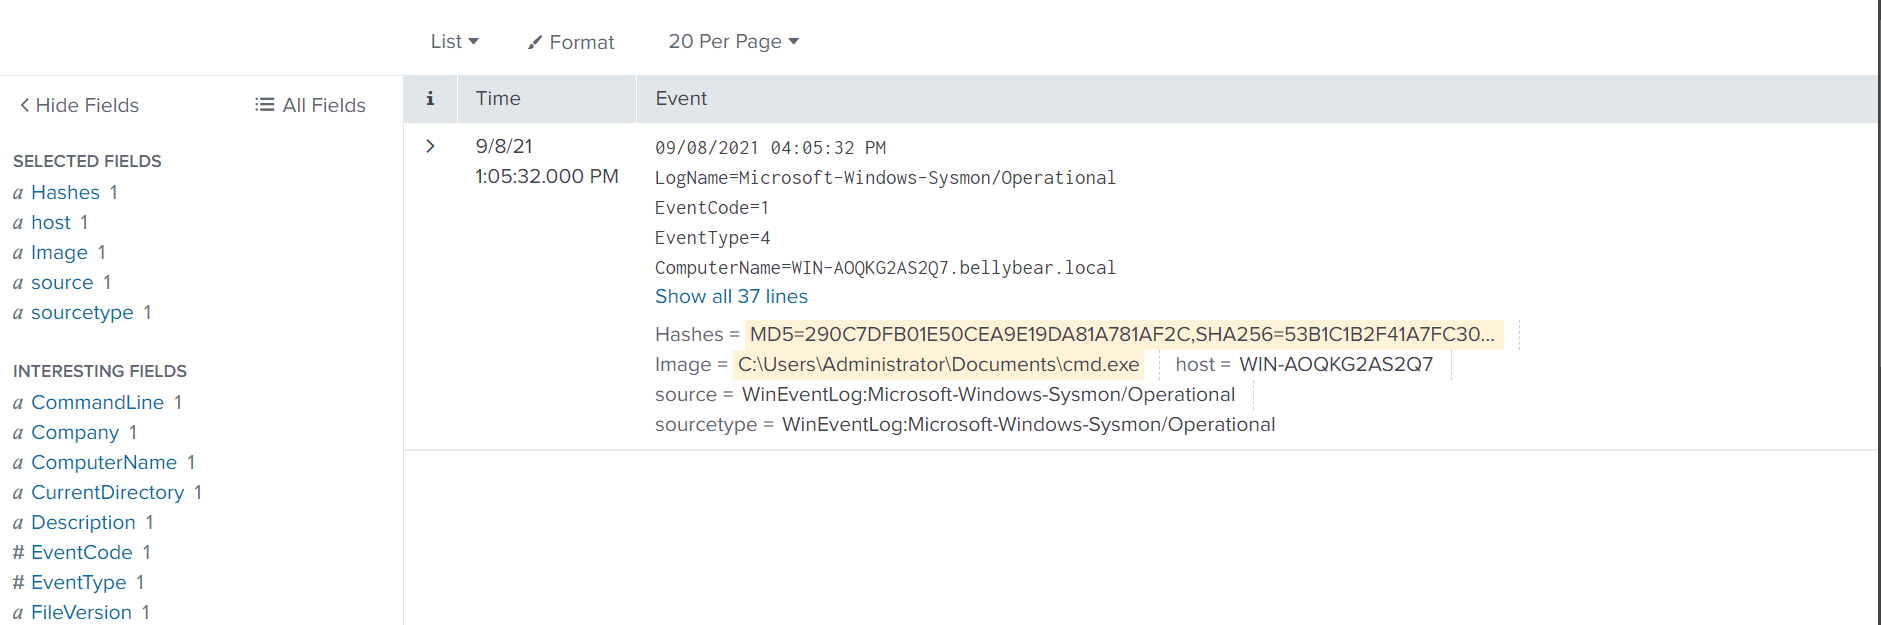 List Format 20 Per Page
Hide Fields All Fields
SELECTED FIELDS
a Hashes 1
a host 1
a Image 1
a source 1
a sourcetype 1
INTERESTING FIELDS
a CommandLine 1
a Company 1
a ComputerName 1
a CurrentDirectory 1
a Description 1
# EventCode 1
# EventType 1
a FileVersion 1
i Time Event
9/8/21
1:05:32.000 PM
09/08/2021 04:05:32 PM
LogName=Microsoft-Windows-Sysmon/Operational
EventCode=1
EventType=4
ComputerName=WIN-AOQKG2AS2Q7.bellybear.local
Show all 37 lines
Hashes = MD5=290C7DFB01E50CEA9E19DA81A781AF2C,SHA256=53B1C1B2F41A7FC30...
Image = C:\Users\Administrator\Documents\cmd.exe host = WIN-AOQKG2AS2Q7
source = WinEventLog:Microsoft-Windows-Sysmon/Operational
sourcetype = WinEventLog:Microsoft-Windows-Sysmon/Operational